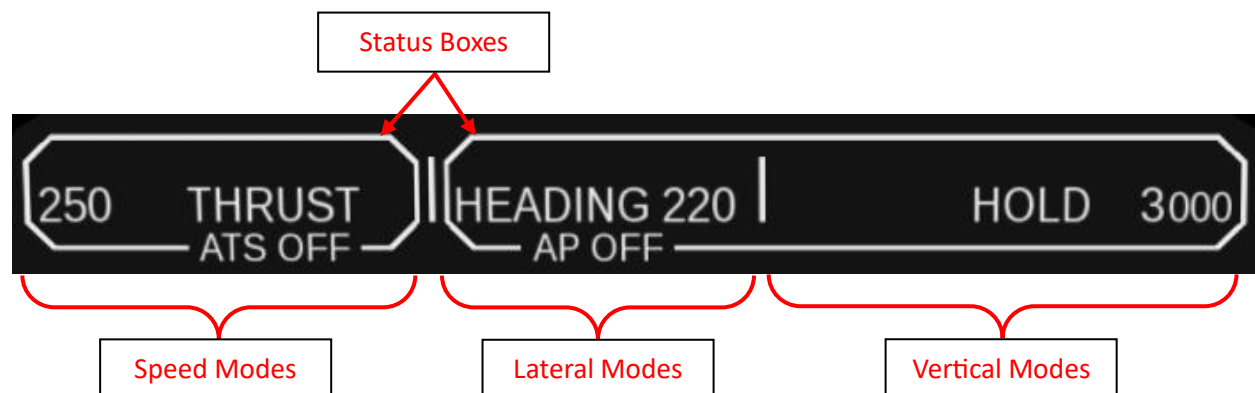 Status Boxes
250 THRUST HEADING 220 HOLD 3000
ATS OFF AP OFF
Speed Modes Lateral Modes Vertical Modes